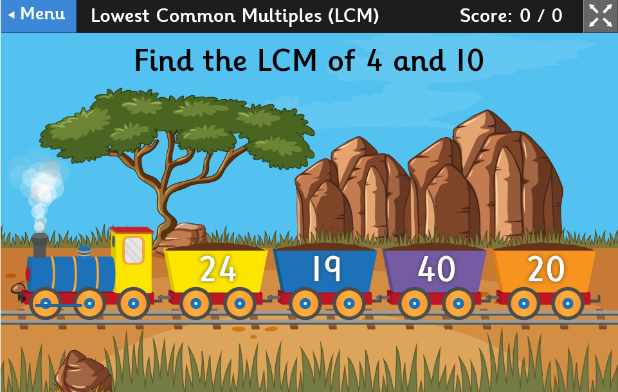 Menu
Lowest Common Multiples (LCM)
Score: 0 / 0
Find the LCM of 4 and 10
24
19
40
20